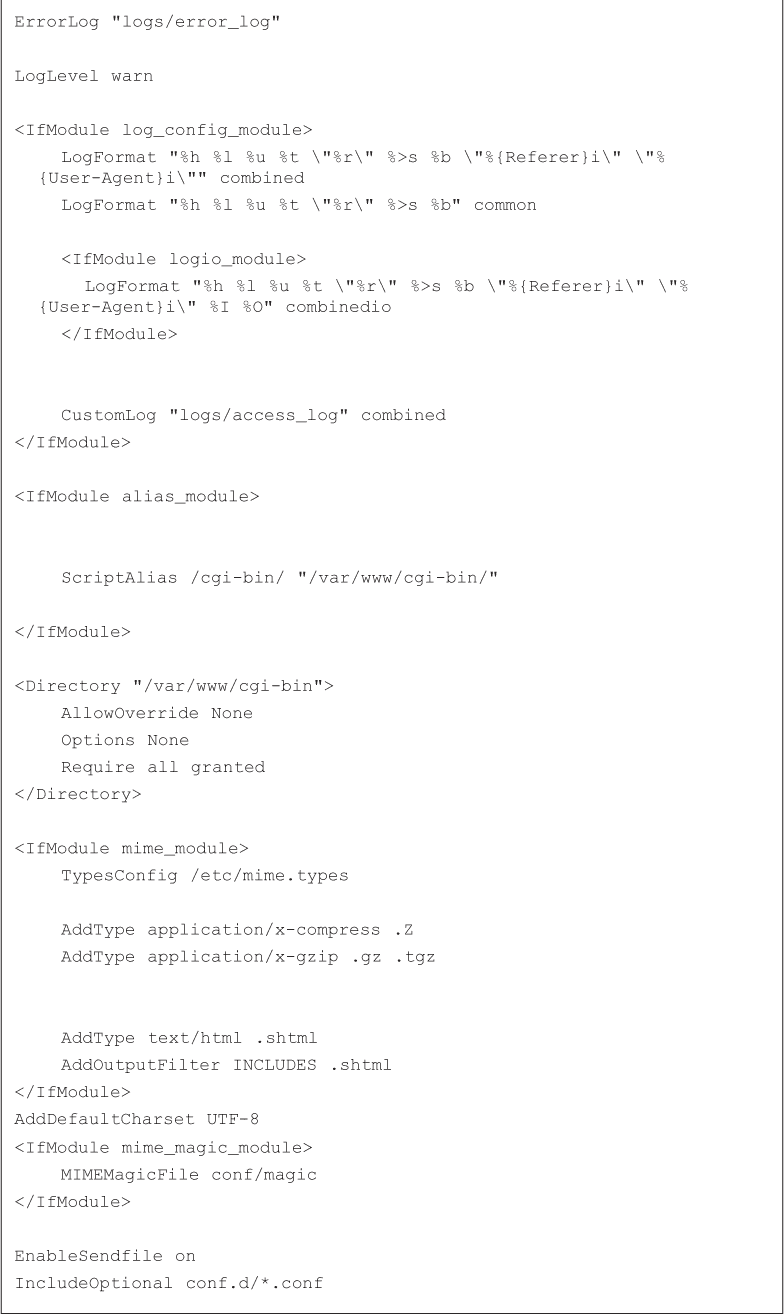 ErrorLog "logs/error_log"
LogLevel warn
<IfModule log_config_module>
LogFormat "%h %l %u %t \"%r\" %>s %b \"%{Referer}i\" \"%
{User-Agent}i\"" combined
LogFormat "%h %l %u %t \"%r\" %>s %b" common
<IfModule logio_module>
LogFormat "%h %l %u %t \"%r\" %>s %b \"%{Referer}i\" \"%
{User-Agent}i\" %I %O" combinedio
</IfModule>
CustomLog "logs/access_log" combined
</IfModule>
<IfModule alias_module>
ScriptAlias /cgi-bin/ "/var/www/cgi-bin/"
</IfModule>
<Directory "/var/www/cgi-bin">
AllowOverride None
Options None
Require all granted
</Directory>
<IfModule mime_module>
TypesConfig /etc/mime.types
AddType application/x-compress .Z
AddType application/x-gzip .gz .tgz
AddType text/html .shtml
AddOutputFilter INCLUDES .shtml
</IfModule>
AddDefaultCharset UTF-8
<IfModule mime_magic_module>
MIMEMagicFile conf/magic
</IfModule>
EnableSendfile on
IncludeOptional conf.d/*.conf